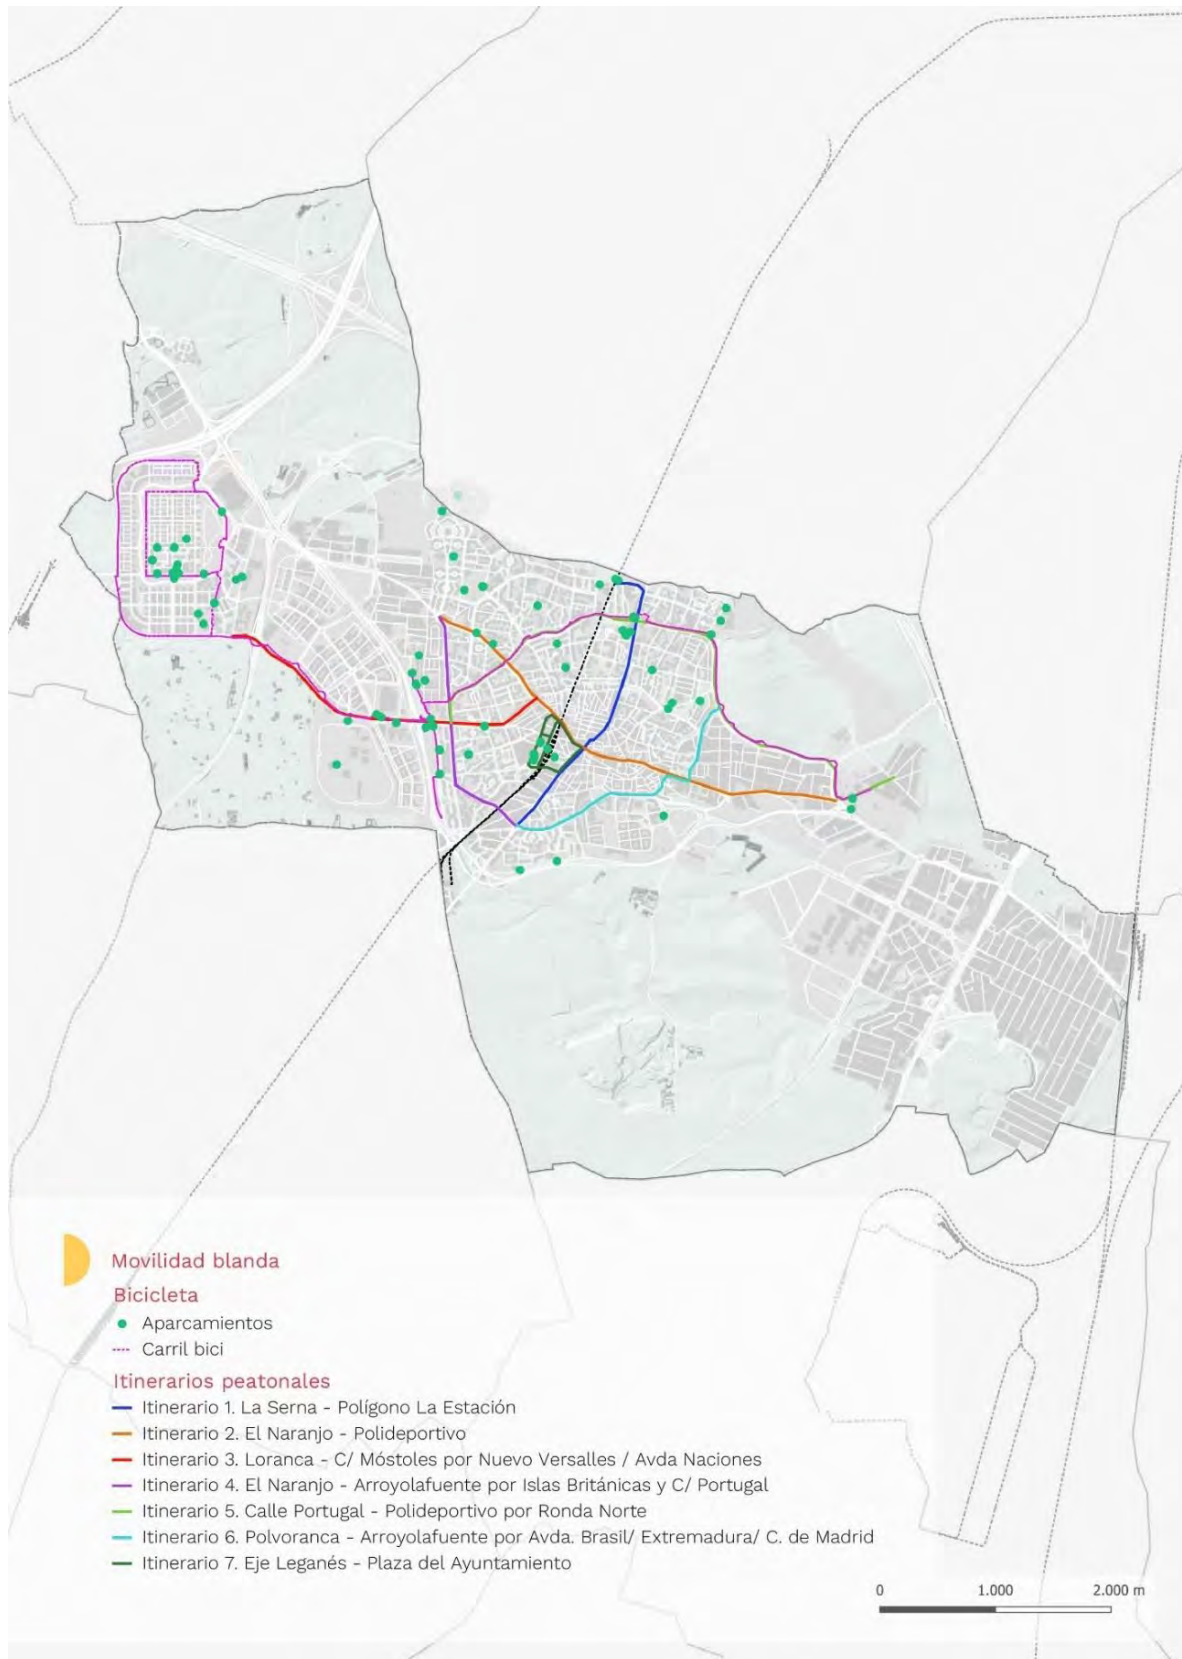 Movilidad blanda
Bicicleta
Aparcamientos
Carril bici
Itinerarios peatonales
Itinerario 1. La Serna - Polígono La Estación
Itinerario 2. El Naranjo - Polideportivo
Itinerario 3. Loranca - C/ Móstoles por Nuevo Versalles / Avda Naciones
Itinerario 4. El Naranjo - Arroyolafuente por Islas Británicas y C/ Portugal
Itinerario 5. Calle Portugal - Polideportivo por Ronda Norte
Itinerario 6. Polvoranca - Arroyolafuente por Avda. Brasil/ Extremadura/ C. de Madrid
Itinerario 7. Eje Leganés - Plaza del Ayuntamiento
0 1.000 2.000 m